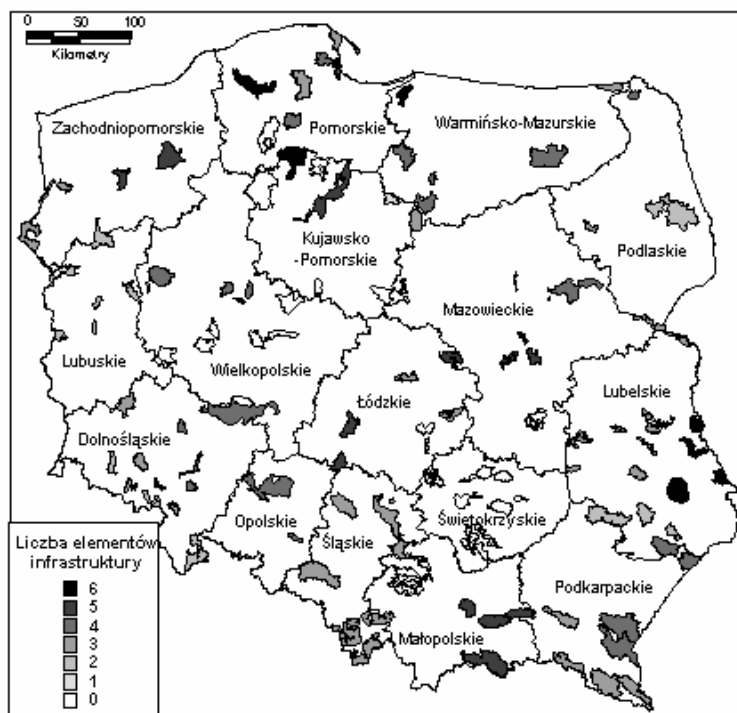 0 50 100
Kilometry
Zachodniopomorskie
Pomorskie
Warmińsko-Mazurskie
Kujawsko
-Pomorskie
Podlaskie
Mazowieckie
Lubuskie
Wielkopolskie
Łódzkie
Lubelskie
Dolnośląskie
Opolskie
Śląskie
Świętokrzyskie
Podkarpackie
Małopolskie
Liczba elementów
infrastruktury
6
5
4
3
2
1
0